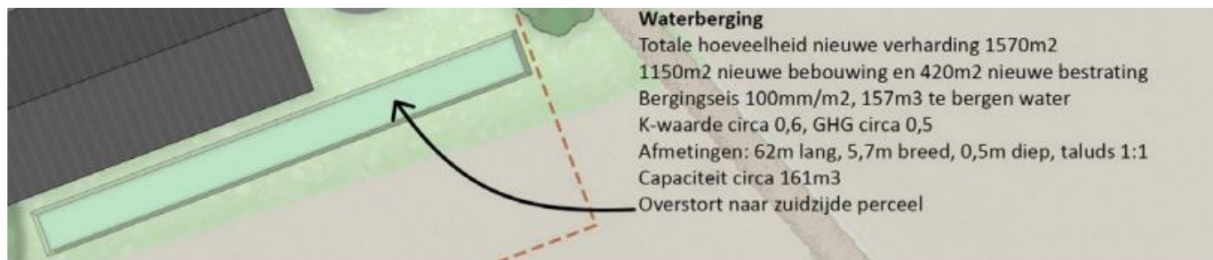 Waterberging
Totale hoeveelheid nieuwe verharding 1570m2
1150m2 nieuwe bebouwing en 420m2 nieuwe bestrating
Bergingseis 100mm/m2, 157m3 te bergen water
K-waarde circa 0,6, GHG circa 0,5
Afmetingen: 62m lang, 5,7m breed, 0,5m diep, taluds 1:1
Capaciteit circa 161m3
Overstort naar zuidzijde perceel